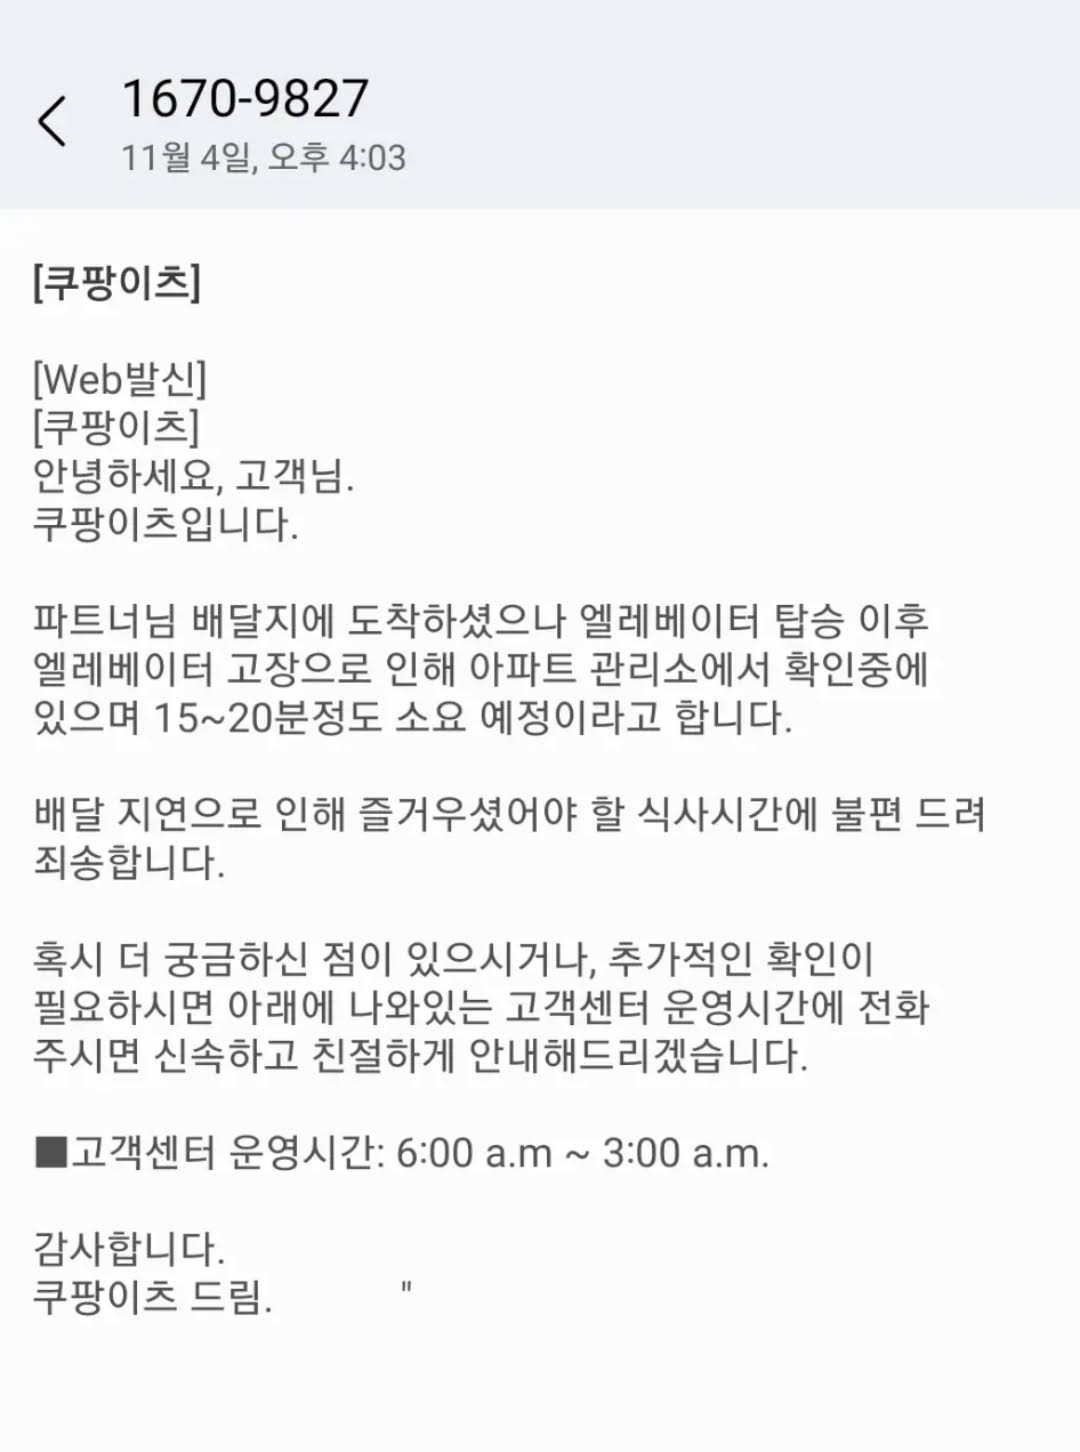 1670-9827
11월 4일, 오후 4:03
[쿠팡이츠]
[Web발신]
[쿠팡이츠]
안녕하세요, 고객님.
쿠팡이츠입니다.
파트너님 배달지에 도착하셨으나 엘레베이터 탑승 이후
엘레베이터 고장으로 인해 아파트 관리소에서 확인중에
있으며 15~20분정도 소요 예정이라고 합니다.
배달 지연으로 인해 즐거우셨어야 할 식사시간에 불편 드려
죄송합니다.
혹시 더 궁금하신 점이 있으시거나, 추가적인 확인이
필요하시면 아래에 나와있는 고객센터 운영시간에 전화
주시면 신속하고 친절하게 안내해드리겠습니다.
■고객센터 운영시간: 6:00 a.m ~ 3:00 a.m.
감사합니다.
쿠팡이츠 드림. "